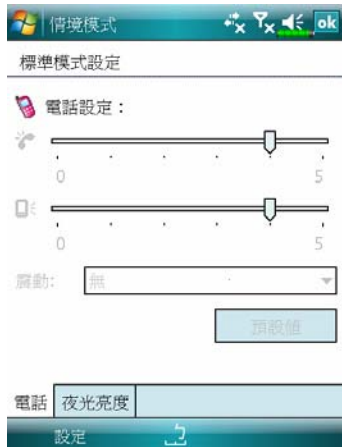 情境模式 ok
標準模式設定
電話設定：
0 5
0 5
震動: 無
預設値
電話 夜光亮度
設定